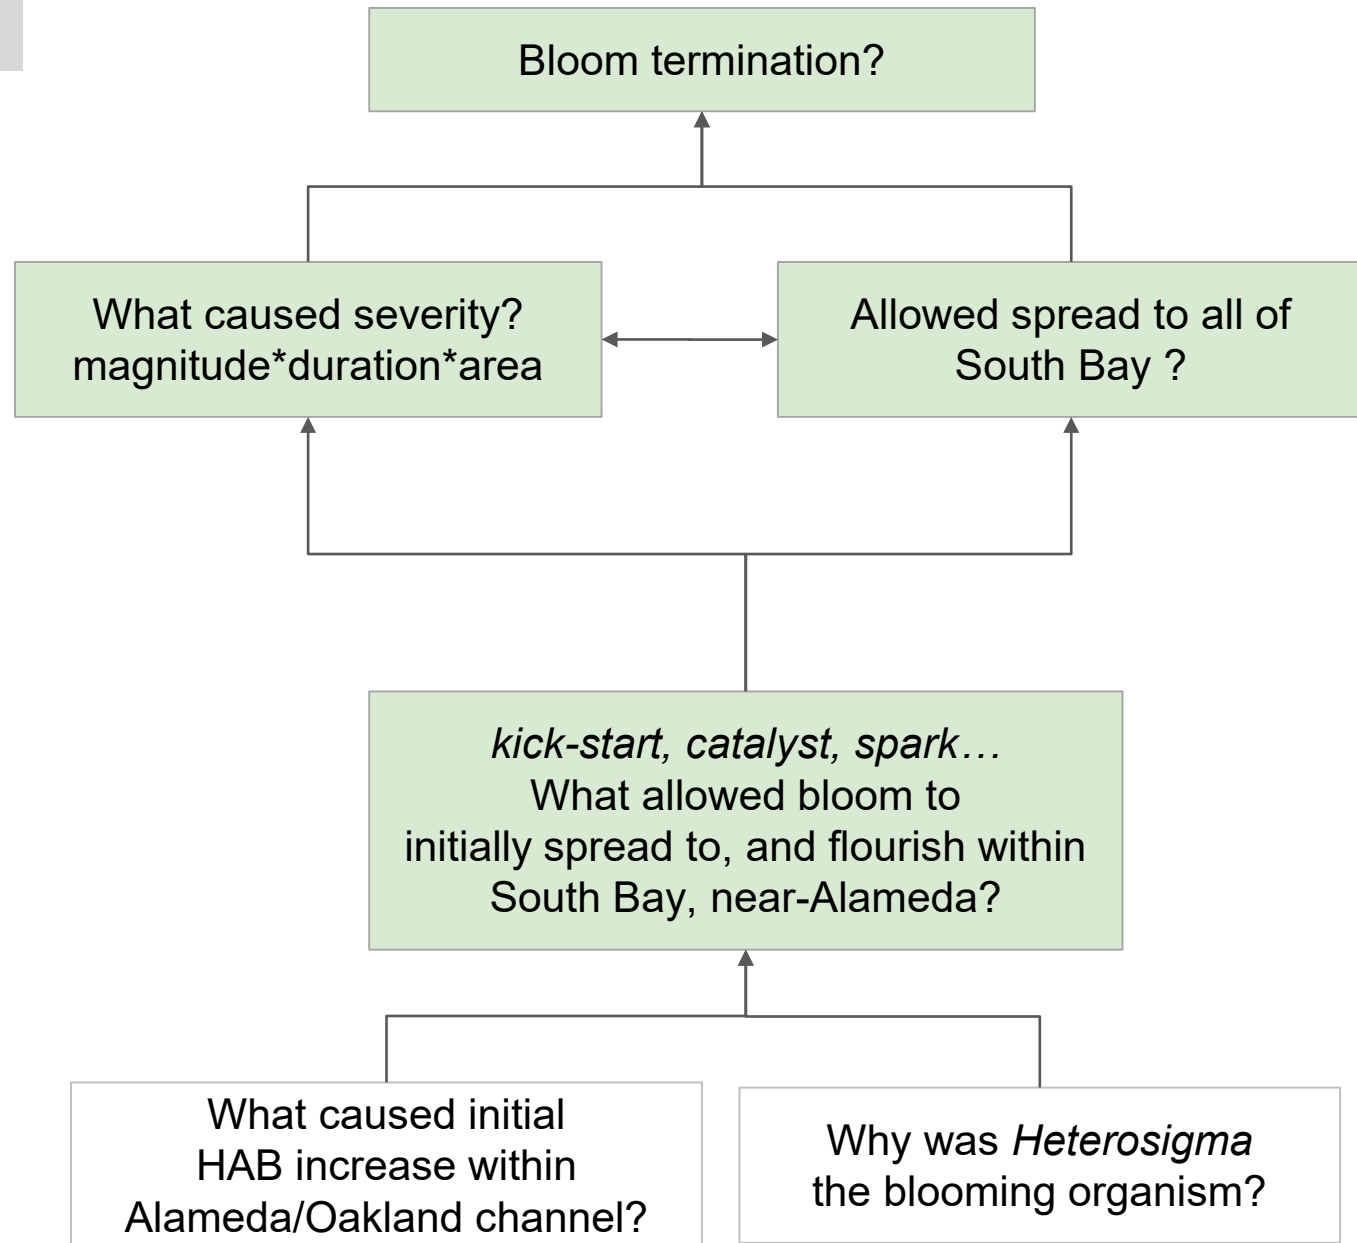 Bloom termination?
What caused severity?
magnitude*duration*area
Allowed spread to all of
South Bay ?
kick-start, catalyst, spark…
What allowed bloom to
initially spread to, and flourish within
South Bay, near-Alameda?
What caused initial
HAB increase within
Alameda/Oakland channel?
Why was Heterosigma
the blooming organism?